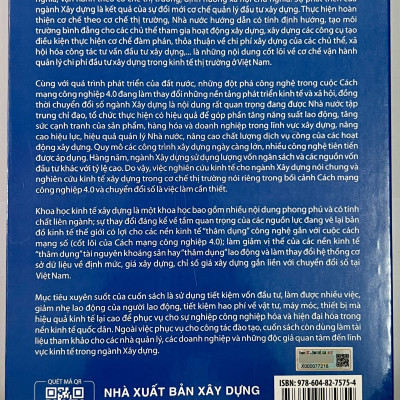 nghị, hợp
hiện cơ chế theo cơ chế thị trường, Nhà nước hướng dẫn có tính định hướng, tạo môi
ngành Xây dựng là kết quả của sự đổi mới cơ chế quản lý đầu tư xây dựng. Thực hiện hoàn
trường bình đẳng cho các chủ thể tham gia hoạt động xây dựng, xây dựng các công cụ tạo
điều kiện thực hiện cơ chế đàm phán, thỏa thuận về chi phí xây dựng của các chủ thể, xã
hội hóa công tác tư vấn đầu tư xây dựng,... là những nội dung cốt lõi về cơ chế vận hành
quản lý chi phí đầu tư xây dựng trong kinh tế thị trường ở Việt Nam.
Cùng với quá trình phát triển của đất nước, những đột phá công nghệ trong cuộc Cách
mạng công nghiệp 4.0 đang làm thay đổi những nền tảng phát triển kinh tế và xã hội, đồng
thời chuyển đổi số ngành Xây dựng là nội dung rất quan trọng đang được Nhà nước tập
trung chỉ đạo, tổ chức thực hiện có hiệu quả để góp phần tăng năng suất lao động, tăng
sức cạnh tranh của sản phẩm, hàng hóa và doanh nghiệp trong lĩnh vực xây dựng, nâng
cao hiệu lực, hiệu quả quản lý Nhà nước, nâng cao chất lượng dịch vụ công của các hoạt
động xây dựng. Quy mô các công trình xây dựng ngày càng lớn, nhiều công nghệ tiên tiến
được áp dụng. Hàng năm, ngành Xây dựng sử dụng lượng vốn ngân sách và các nguồn vốn
đầu tư khác với tỷ lệ cao. Do vậy, việc nghiên cứu kinh tế cho ngành Xây dựng nói chung và
nghiên cứu kinh tế xây dựng trong cơ chế thị trường nói riêng trong bối cảnh Cách mạng
công nghiệp 4.0 và chuyển đổi số là việc làm cần thiết.
Khoa học kinh tế xây dựng là một khoa học bao gồm nhiều nội dung phong phú và có tính
chất liên ngành; sự thay đổi đáng kể về tầm quan trọng của các nguồn lực đang vẽ lại bản
đồ kinh tế thế giới có lợi cho các nền kinh tế "thâm dụng" công nghệ gắn với cuộc cách
mạng số (cốt lõi của Cách mạng công nghiệp 4.0); làm giảm vị thế của các nền kinh tế
"thâm dụng" tài nguyên khoáng sản hay "thâm dụng" lao động và làm thay đổi hệ thống cơ
sở dữ liệu về định mức, giá xây dựng, chỉ số giá xây dựng gắn liền với chuyển đổi số tại
Việt Nam.
Mục tiêu xuyên suốt của cuốn sách là sử dụng tiết kiệm vốn đầu tư, làm được nhiều việc,
giảm nhẹ lao động của người lao động, tiết kiệm hao phí về vật tư, máy móc, thiết bị mà
hiệu quả kinh tế lại cao để phục vụ cho sự nghiệp công nghiệp hóa và hiện đại hóa trong
nền kinh tế quốc dân. Ngoài việc phục vụ cho công tác đào tạo, cuốn sách còn dùng làm tài
liệu tham khảo cho các nhà quản lý, các doanh nghiệp và những độc giả quan tâm đến lĩnh
vực kinh tế trong ngành Xây dựng.
X000077216
QUÉT MÃ QR
ISBN: 978-604-82-7575-4
NHÀ XUẤT BẢN XÂY DỰNG